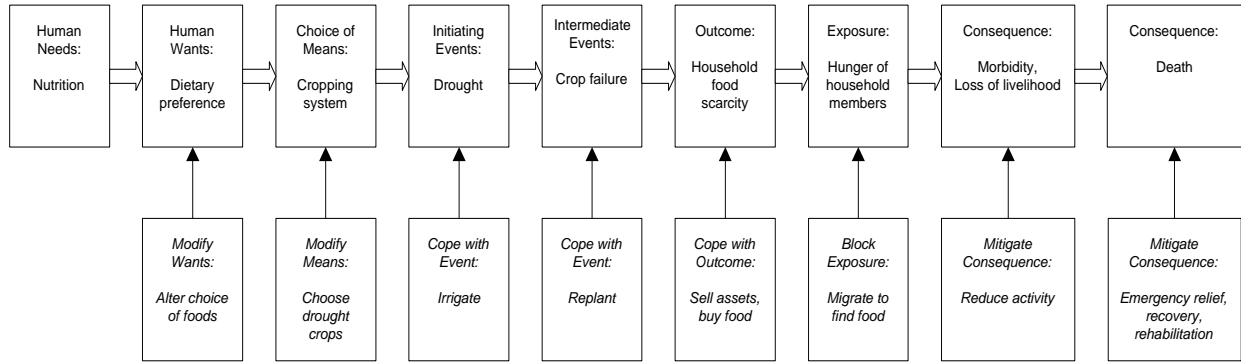 Human
Needs:
Nutrition
Human
Wants:
Dietary
preference
Choice of
Means:
Cropping
system
Initiating
Events:
Drought
Intermediate
Events:
Crop failure
Outcome:
Household
food
scarcity
Exposure:
Hunger of
household
members
Consequence:
Morbidity,
Loss of livelihood
Consequence:
Death
Modify
Wants:
Alter choice
of foods
Modify
Means:
Choose
drought
crops
Cope with
Event:
Irrigate
Cope with
Event:
Replant
Cope with
Outcome:
Sell assets,
buy food
Block
Exposure:
Migrate to
find food
Mitigate
Consequence:
Reduce activity
Mitigate
Consequence:
Emergency relief,
recovery,
rehabilitation